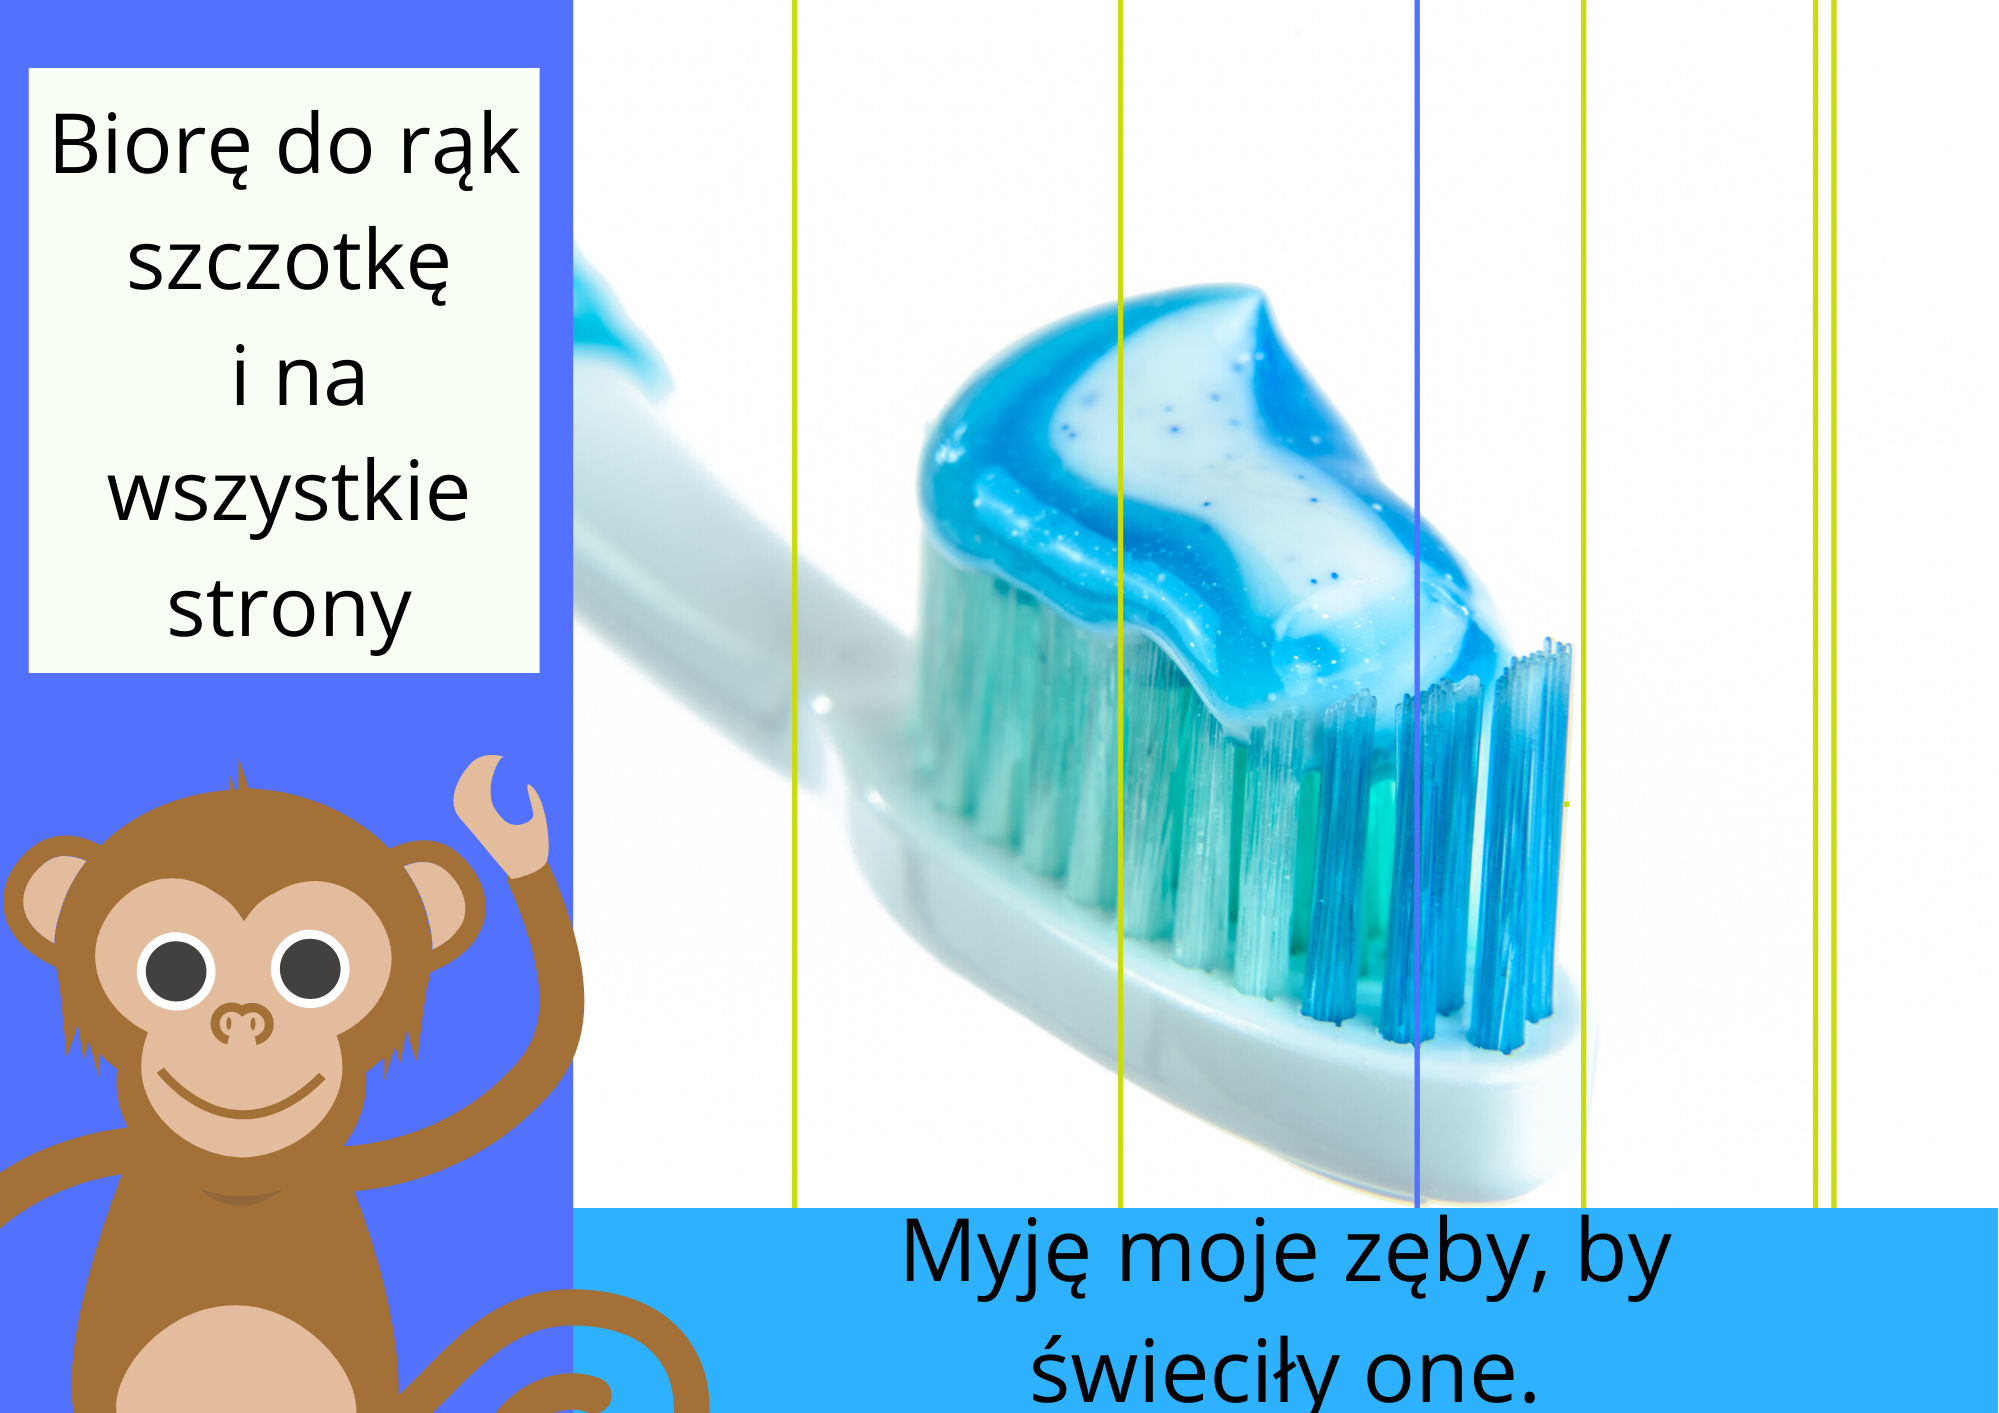 Biorę do rąk
szczotkę
i na
wszystkie
strony
Myję moje zęby, by
świeciły one.